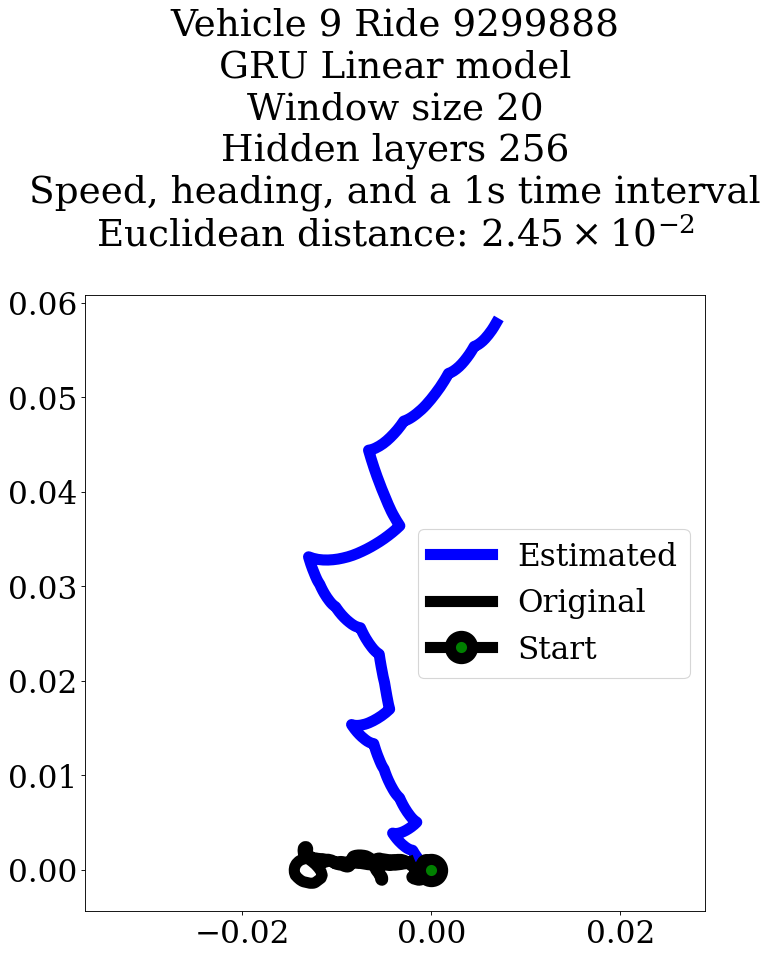 Vehicle 9 Ride 9299888
GRU Linear model
Window size 20
Hidden layers 256
Speed, heading, and a 1s time interval
Euclidean distance: 2.45 × 10⁻²
0.06
0.05
0.04
0.03
0.02
0.01
0.00
Estimated
Original
Start
−0.02
0.00
0.02